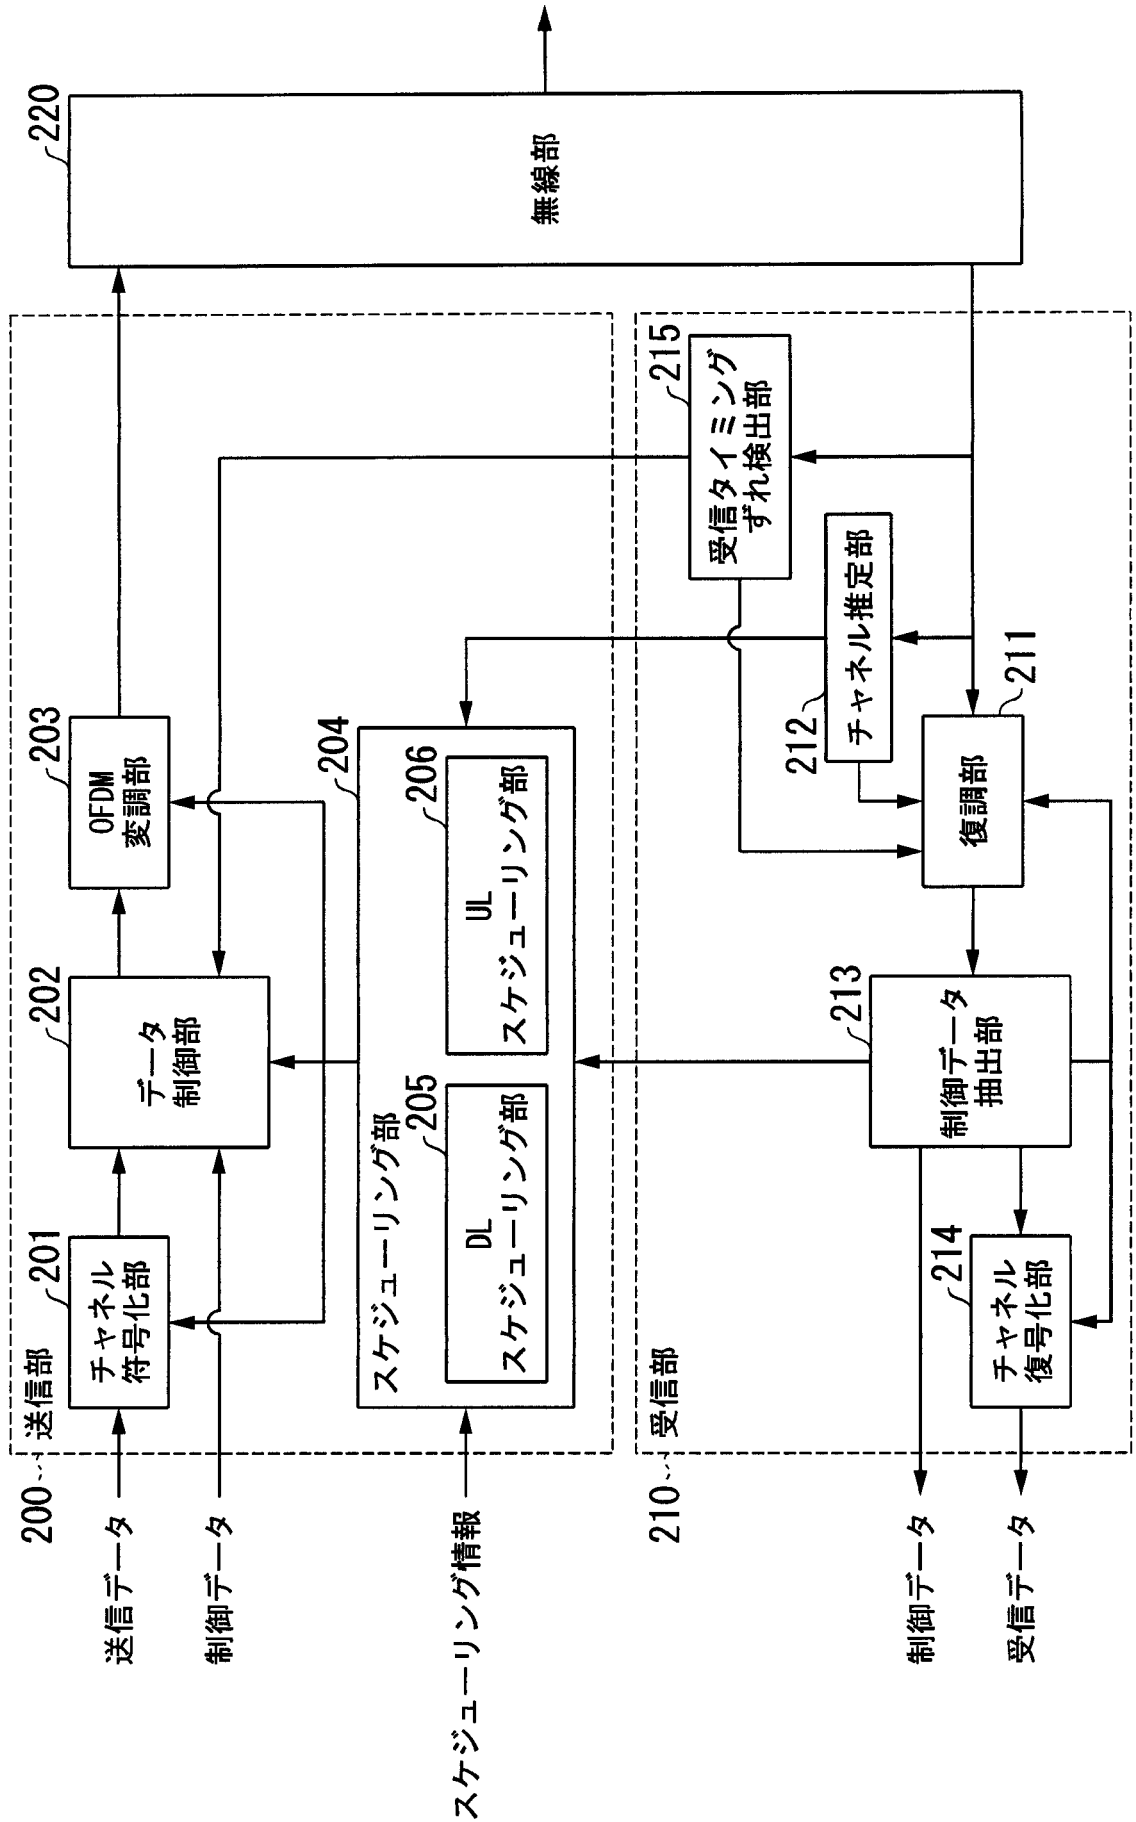 200
送信部
送信データ
201
チャネル
符号化部
202
データ
制御部
203
OFDM
変調部
220
無線部
制御データ
204
スケジューリング部
スケジューリング情報
205
DL
スケジューリング部
206
UL
スケジューリング部
210
受信部
215
受信タイミング
ずれ検出部
212
チャネル推定部
211
復調部
213
制御データ
抽出部
214
チャネル
復号化部
制御データ
受信データ